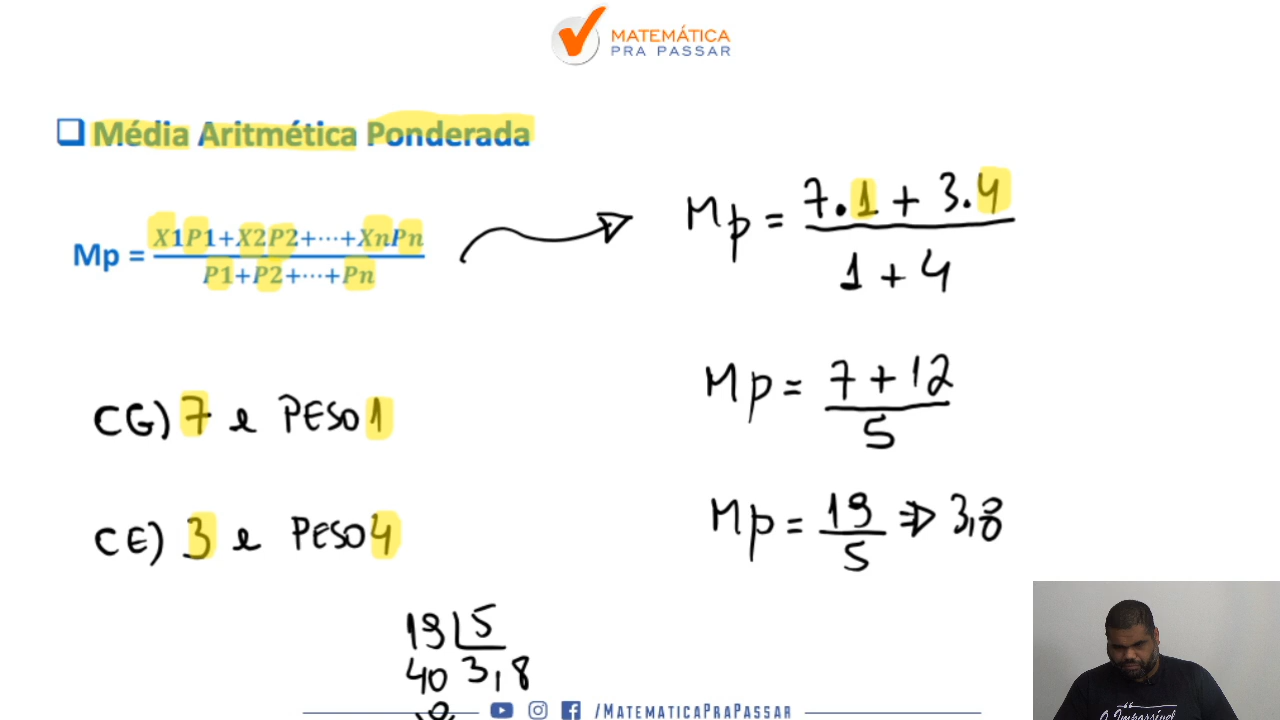 MATEMÁTICA
PRA PASSAR
Média Aritmética Ponderada
Mp = X1P1+X2P2+⋯+XnPn / P1+P2+⋯+Pn
Mp = 7.1 + 3.4 / 1 + 4
Mp = 7 + 12 / 5
CG) 7 e PESO 1
Mp = 19 / 5 ⇒ 3,8
CE) 3 e PESO 4
19 | 5
40 3,8
0
/MATEMATICAPRAPASSAR
O Impossível